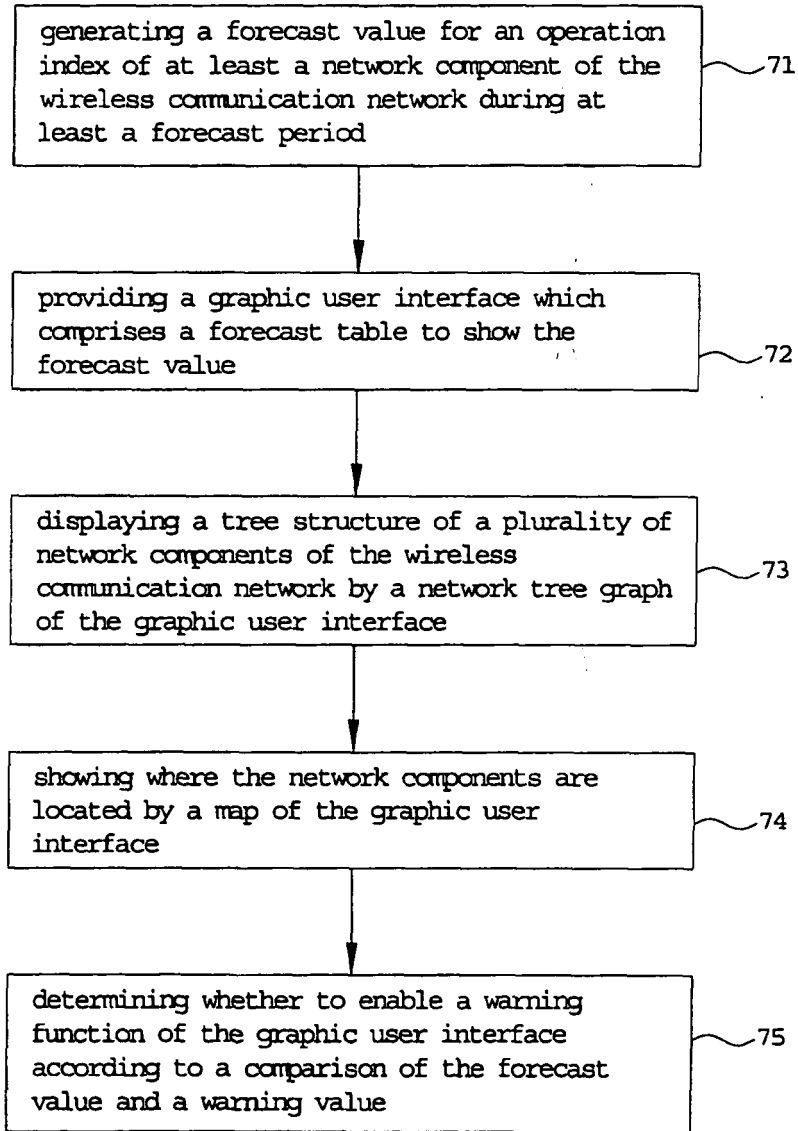 generating a forecast value for an operation
index of at least a network component of the
wireless communication network during at
least a forecast period
71
providing a graphic user interface which
comprises a forecast table to show the
forecast value
72
displaying a tree structure of a plurality of
network components of the wireless
communication network by a network tree graph
of the graphic user interface
73
showing where the network components are
located by a map of the graphic user
interface
74
determining whether to enable a warning
function of the graphic user interface
according to a comparison of the forecast
value and a warning value
75